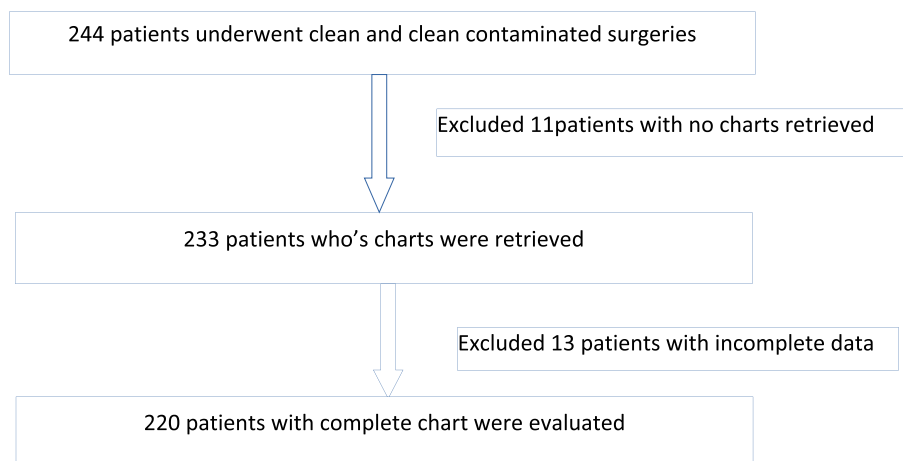 244 patients underwent clean and clean contaminated surgeries
Excluded 11patients with no charts retrieved
233 patients who’s charts were retrieved
Excluded 13 patients with incomplete data
220 patients with complete chart were evaluated